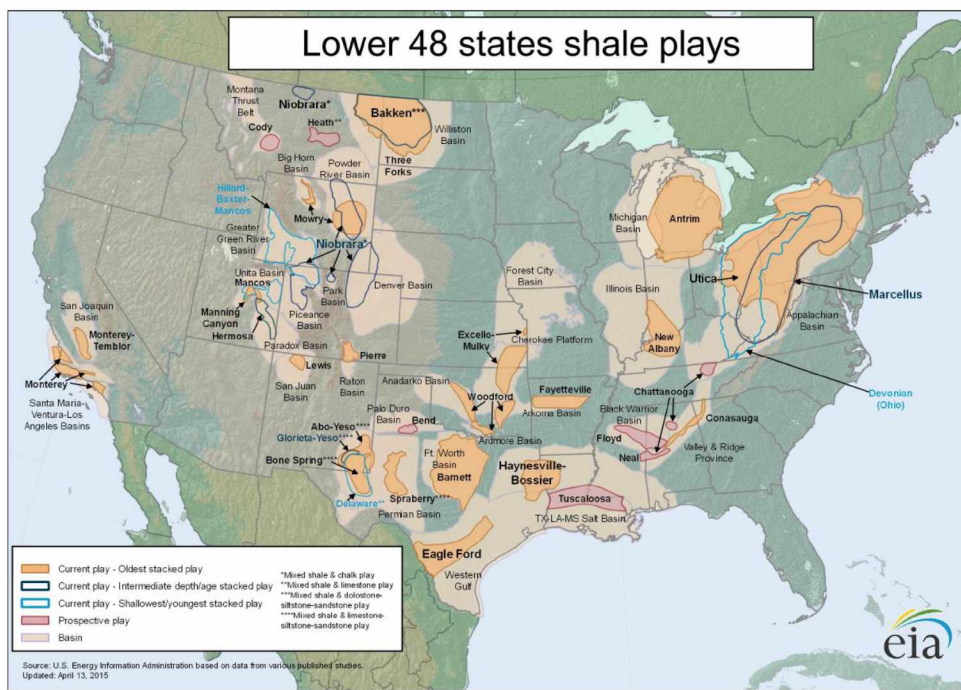 Lower 48 states shale plays
Montana
Thrust
Belt
Cody
Niobrara*
Heath**
Bakken***
Williston
Basin
Three
Forks
Big Horn
Basin
Powder
River Basin
Hilliard-
Baxter-
Mancos
Mowry
Greater
Green River
Basin
Niobrara*
Uinta Basin
Mancos
Park
Basin
Denver Basin
Manning
Canyon
Hermosa
Piceance
Basin
Paradox Basin
San Joaquin
Basin
Monterey-
Temblor
Monterey
Santa Maria-
Ventura-Los
Angeles Basins
Lewis
San Juan
Basin
Pierre
Raton
Basin
Forest City
Basin
Excello-
Mulky
Cherokee Platform
Michigan
Basin
Antrim
Illinois Basin
New
Albany
Utica
Marcellus
Appalachian
Basin
Devonian
(Ohio)
Anadarko Basin
Woodford
Fayetteville
Arkoma Basin
Ardmore Basin
Chattanooga
Black Warrior
Basin
Conasauga
Floyd
Neal
Valley & Ridge
Province
Palo Duro
Basin
Bend
Abo-Yeso****
Glorieta-Yeso****
Bone Spring****
Delaware**
Ft. Worth
Basin
Barnett
Spraberry****
Permian Basin
Haynesville-
Bossier
Tuscaloosa
TX-LA-MS Salt Basin
Eagle Ford
Western
Gulf
Current play - Oldest stacked play
Current play - Intermediate depth/age stacked play
Current play - Shallowest/youngest stacked play
Prospective play
Basin
*Mixed shale & chalk play
**Mixed shale & limestone play
***Mixed shale & dolostone-
siltstone-sandstone play
****Mixed shale & limestone-
siltstone-sandstone play
Source: U.S. Energy Information Administration based on data from various published studies.
Updated: April 13, 2015
eia